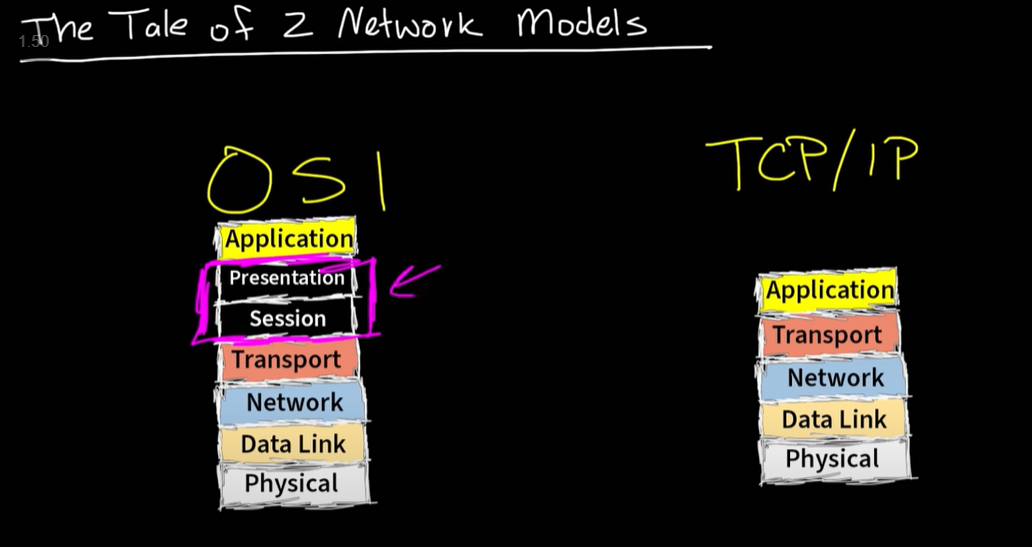 The Tale of 2 Network Models
1.50
OSI
Application
Presentation
Session
Transport
Network
Data Link
Physical
TCP/IP
Application
Transport
Network
Data Link
Physical